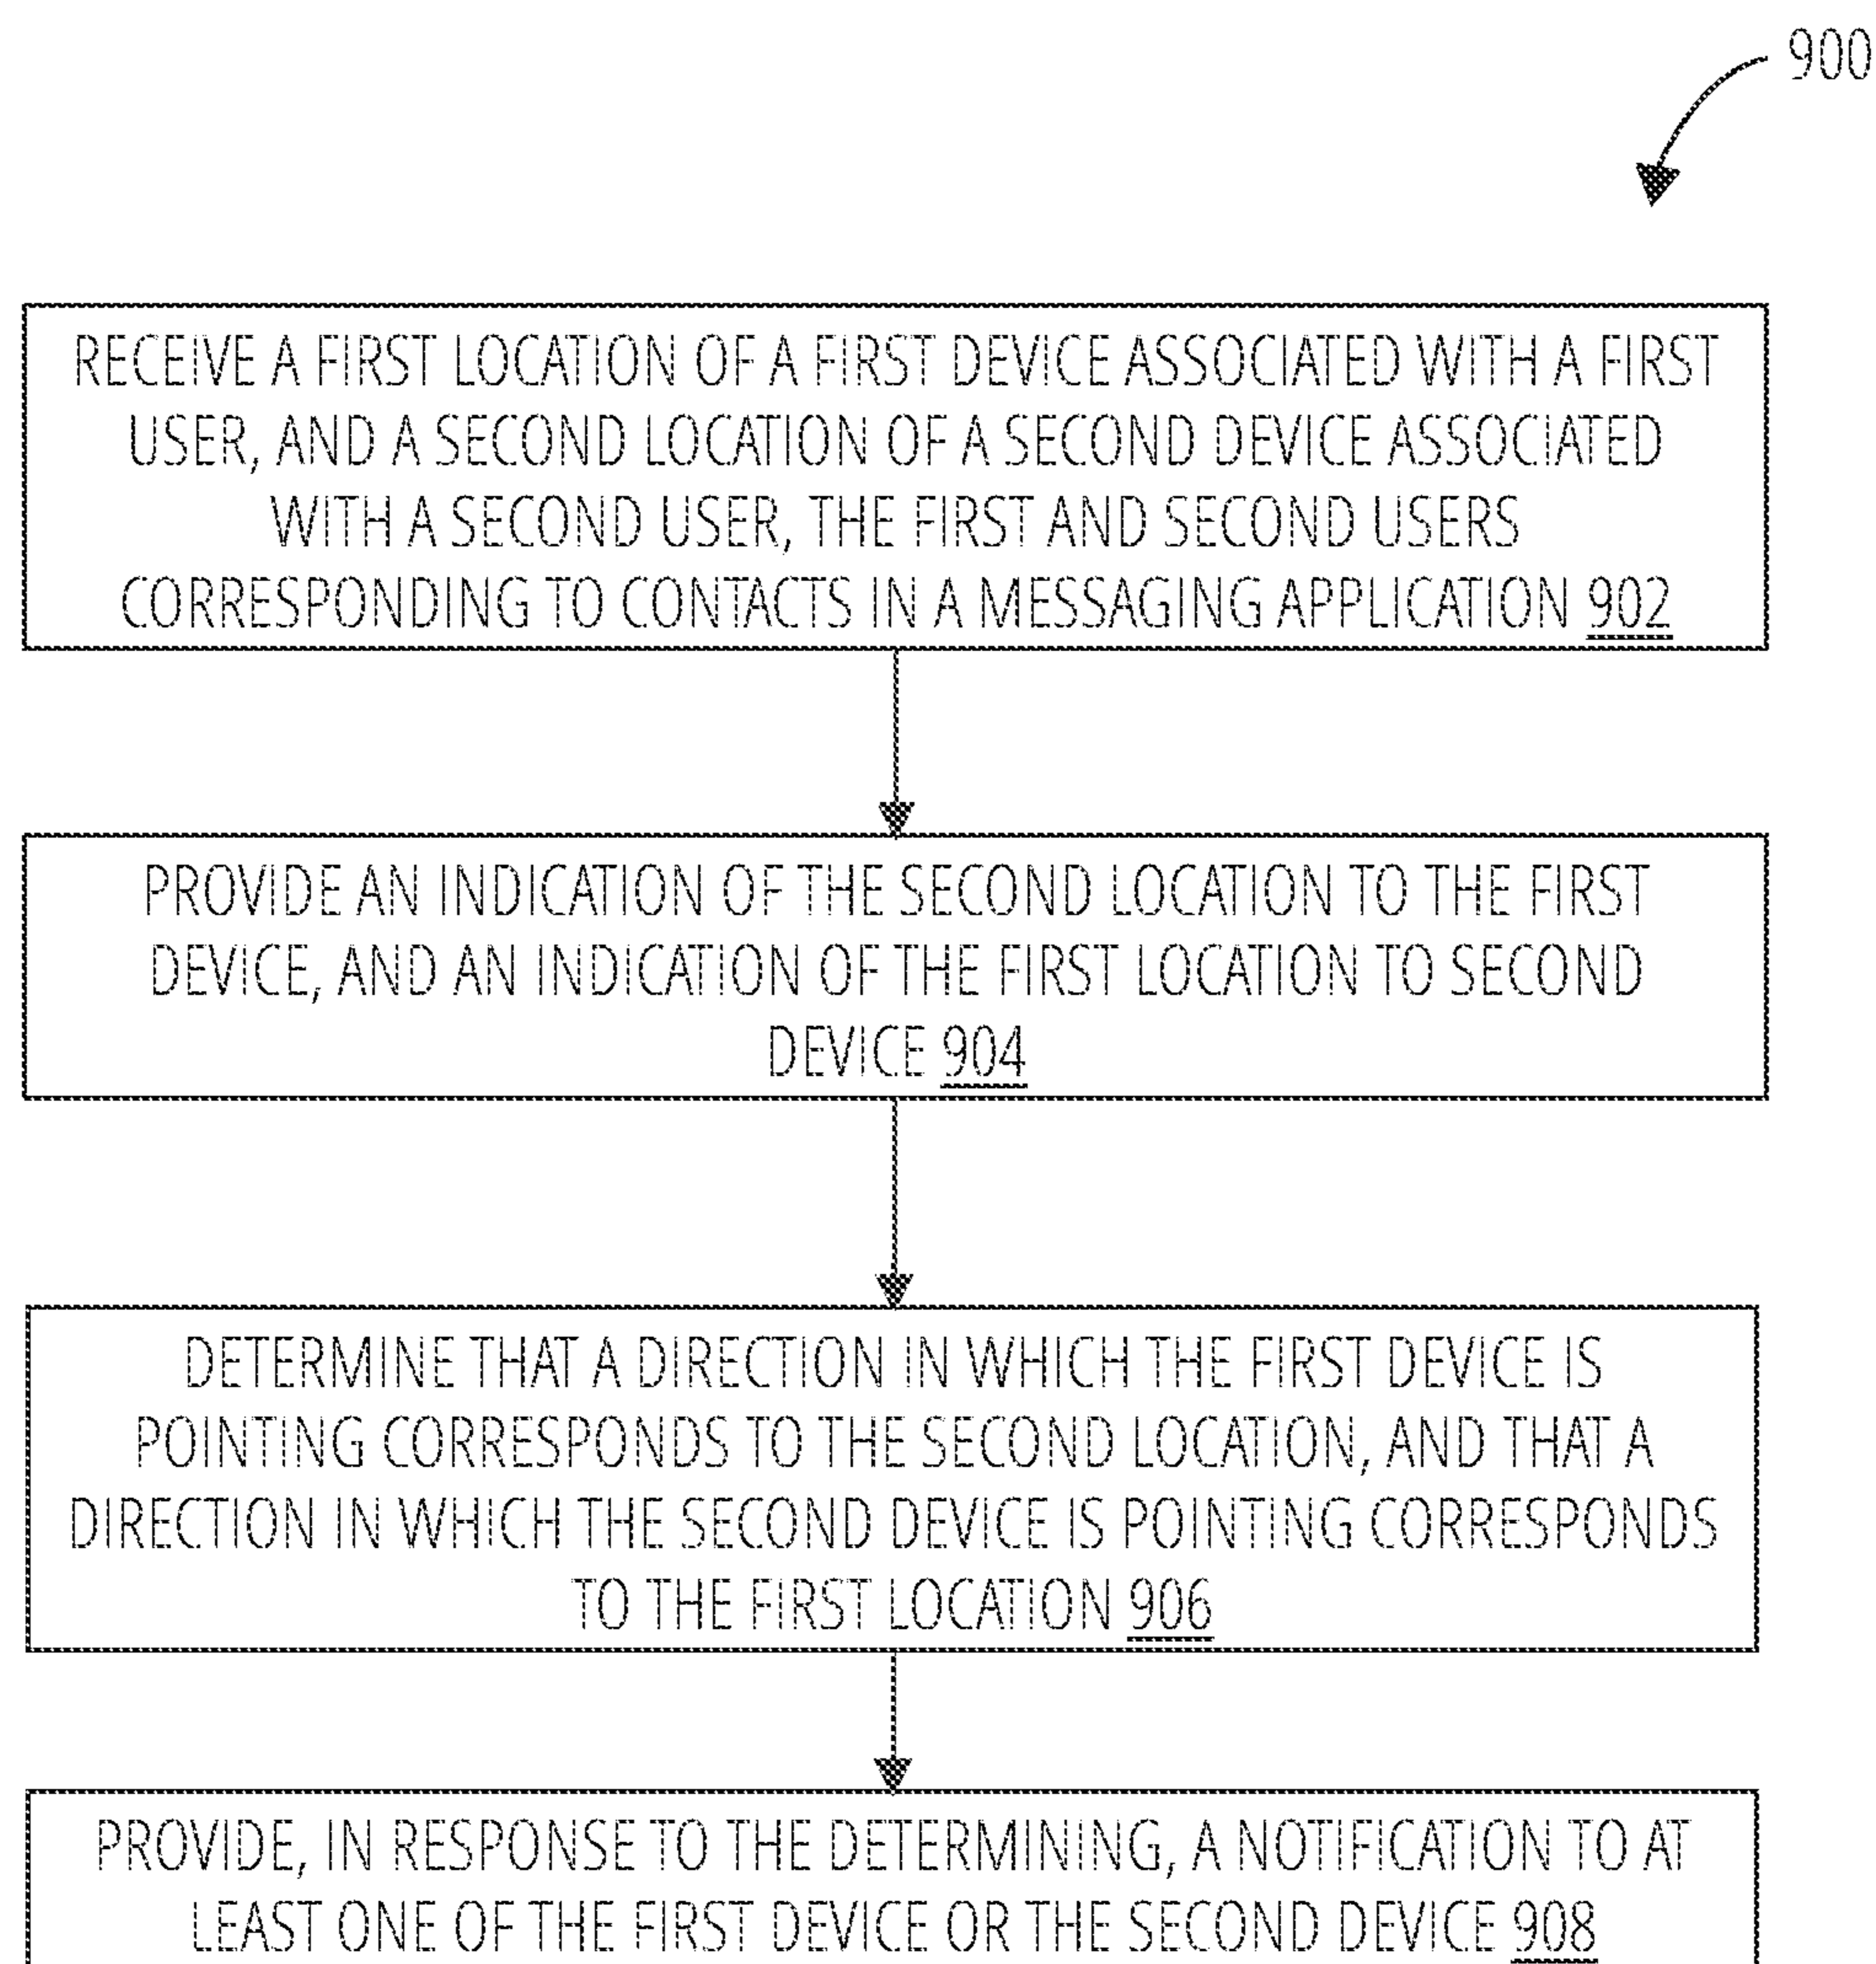 900
RECEIVE A FIRST LOCATION OF A FIRST DEVICE ASSOCIATED WITH A FIRST
USER, AND A SECOND LOCATION OF A SECOND DEVICE ASSOCIATED
WITH A SECOND USER, THE FIRST AND SECOND USERS
CORRESPONDING TO CONTACTS IN A MESSAGING APPLICATION 902
PROVIDE AN INDICATION OF THE SECOND LOCATION TO THE FIRST
DEVICE, AND AN INDICATION OF THE FIRST LOCATION TO SECOND
DEVICE 904
DETERMINE THAT A DIRECTION IN WHICH THE FIRST DEVICE IS
POINTING CORRESPONDS TO THE SECOND LOCATION, AND THAT A
DIRECTION IN WHICH THE SECOND DEVICE IS POINTING CORRESPONDS
TO THE FIRST LOCATION 906
PROVIDE, IN RESPONSE TO THE DETERMINING, A NOTIFICATION TO AT
LEAST ONE OF THE FIRST DEVICE OR THE SECOND DEVICE 908